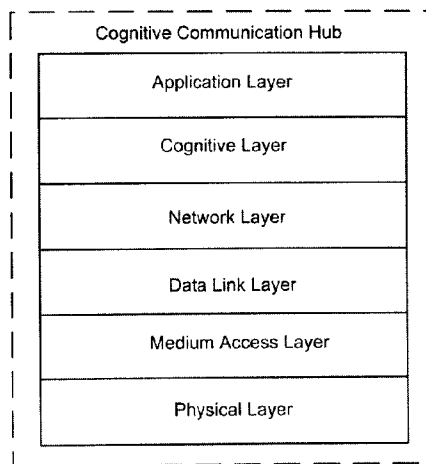 Cognitive Communication Hub
Application Layer
Cognitive Layer
Network Layer
Data Link Layer
Medium Access Layer
Physical Layer